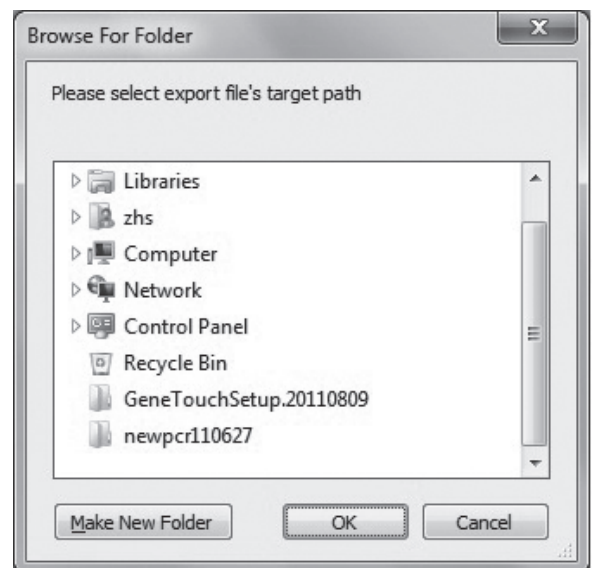 Browse For Folder
Please select export file's target path
Libraries
zhs
Computer
Network
Control Panel
Recycle Bin
GeneTouchSetup.20110809
newpcr110627
Make New Folder OK Cancel